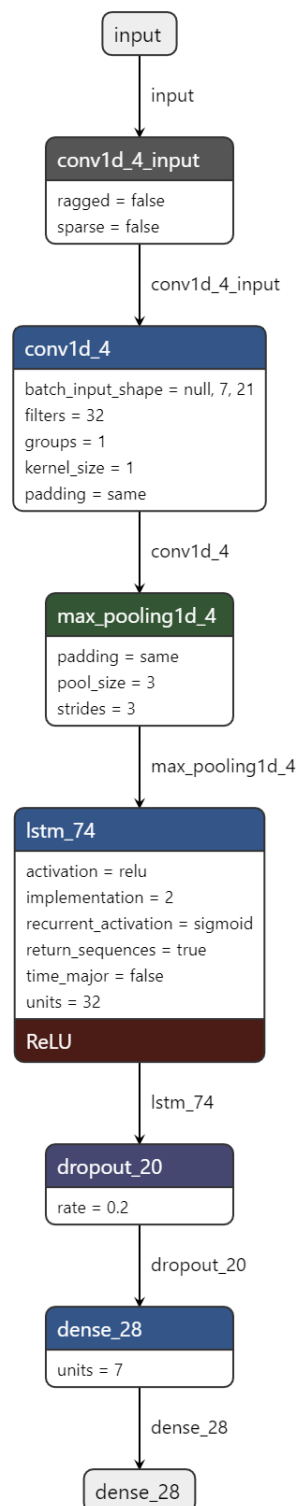 input
input
conv1d_4_input
ragged = false
sparse = false
conv1d_4_input
conv1d_4
batch_input_shape = null, 7, 21
filters = 32
groups = 1
kernel_size = 1
padding = same
conv1d_4
max_pooling1d_4
padding = same
pool_size = 3
strides = 3
max_pooling1d_4
lstm_74
activation = relu
implementation = 2
recurrent_activation = sigmoid
return_sequences = true
time_major = false
units = 32
ReLU
lstm_74
dropout_20
rate = 0.2
dropout_20
dense_28
units = 7
dense_28
dense_28